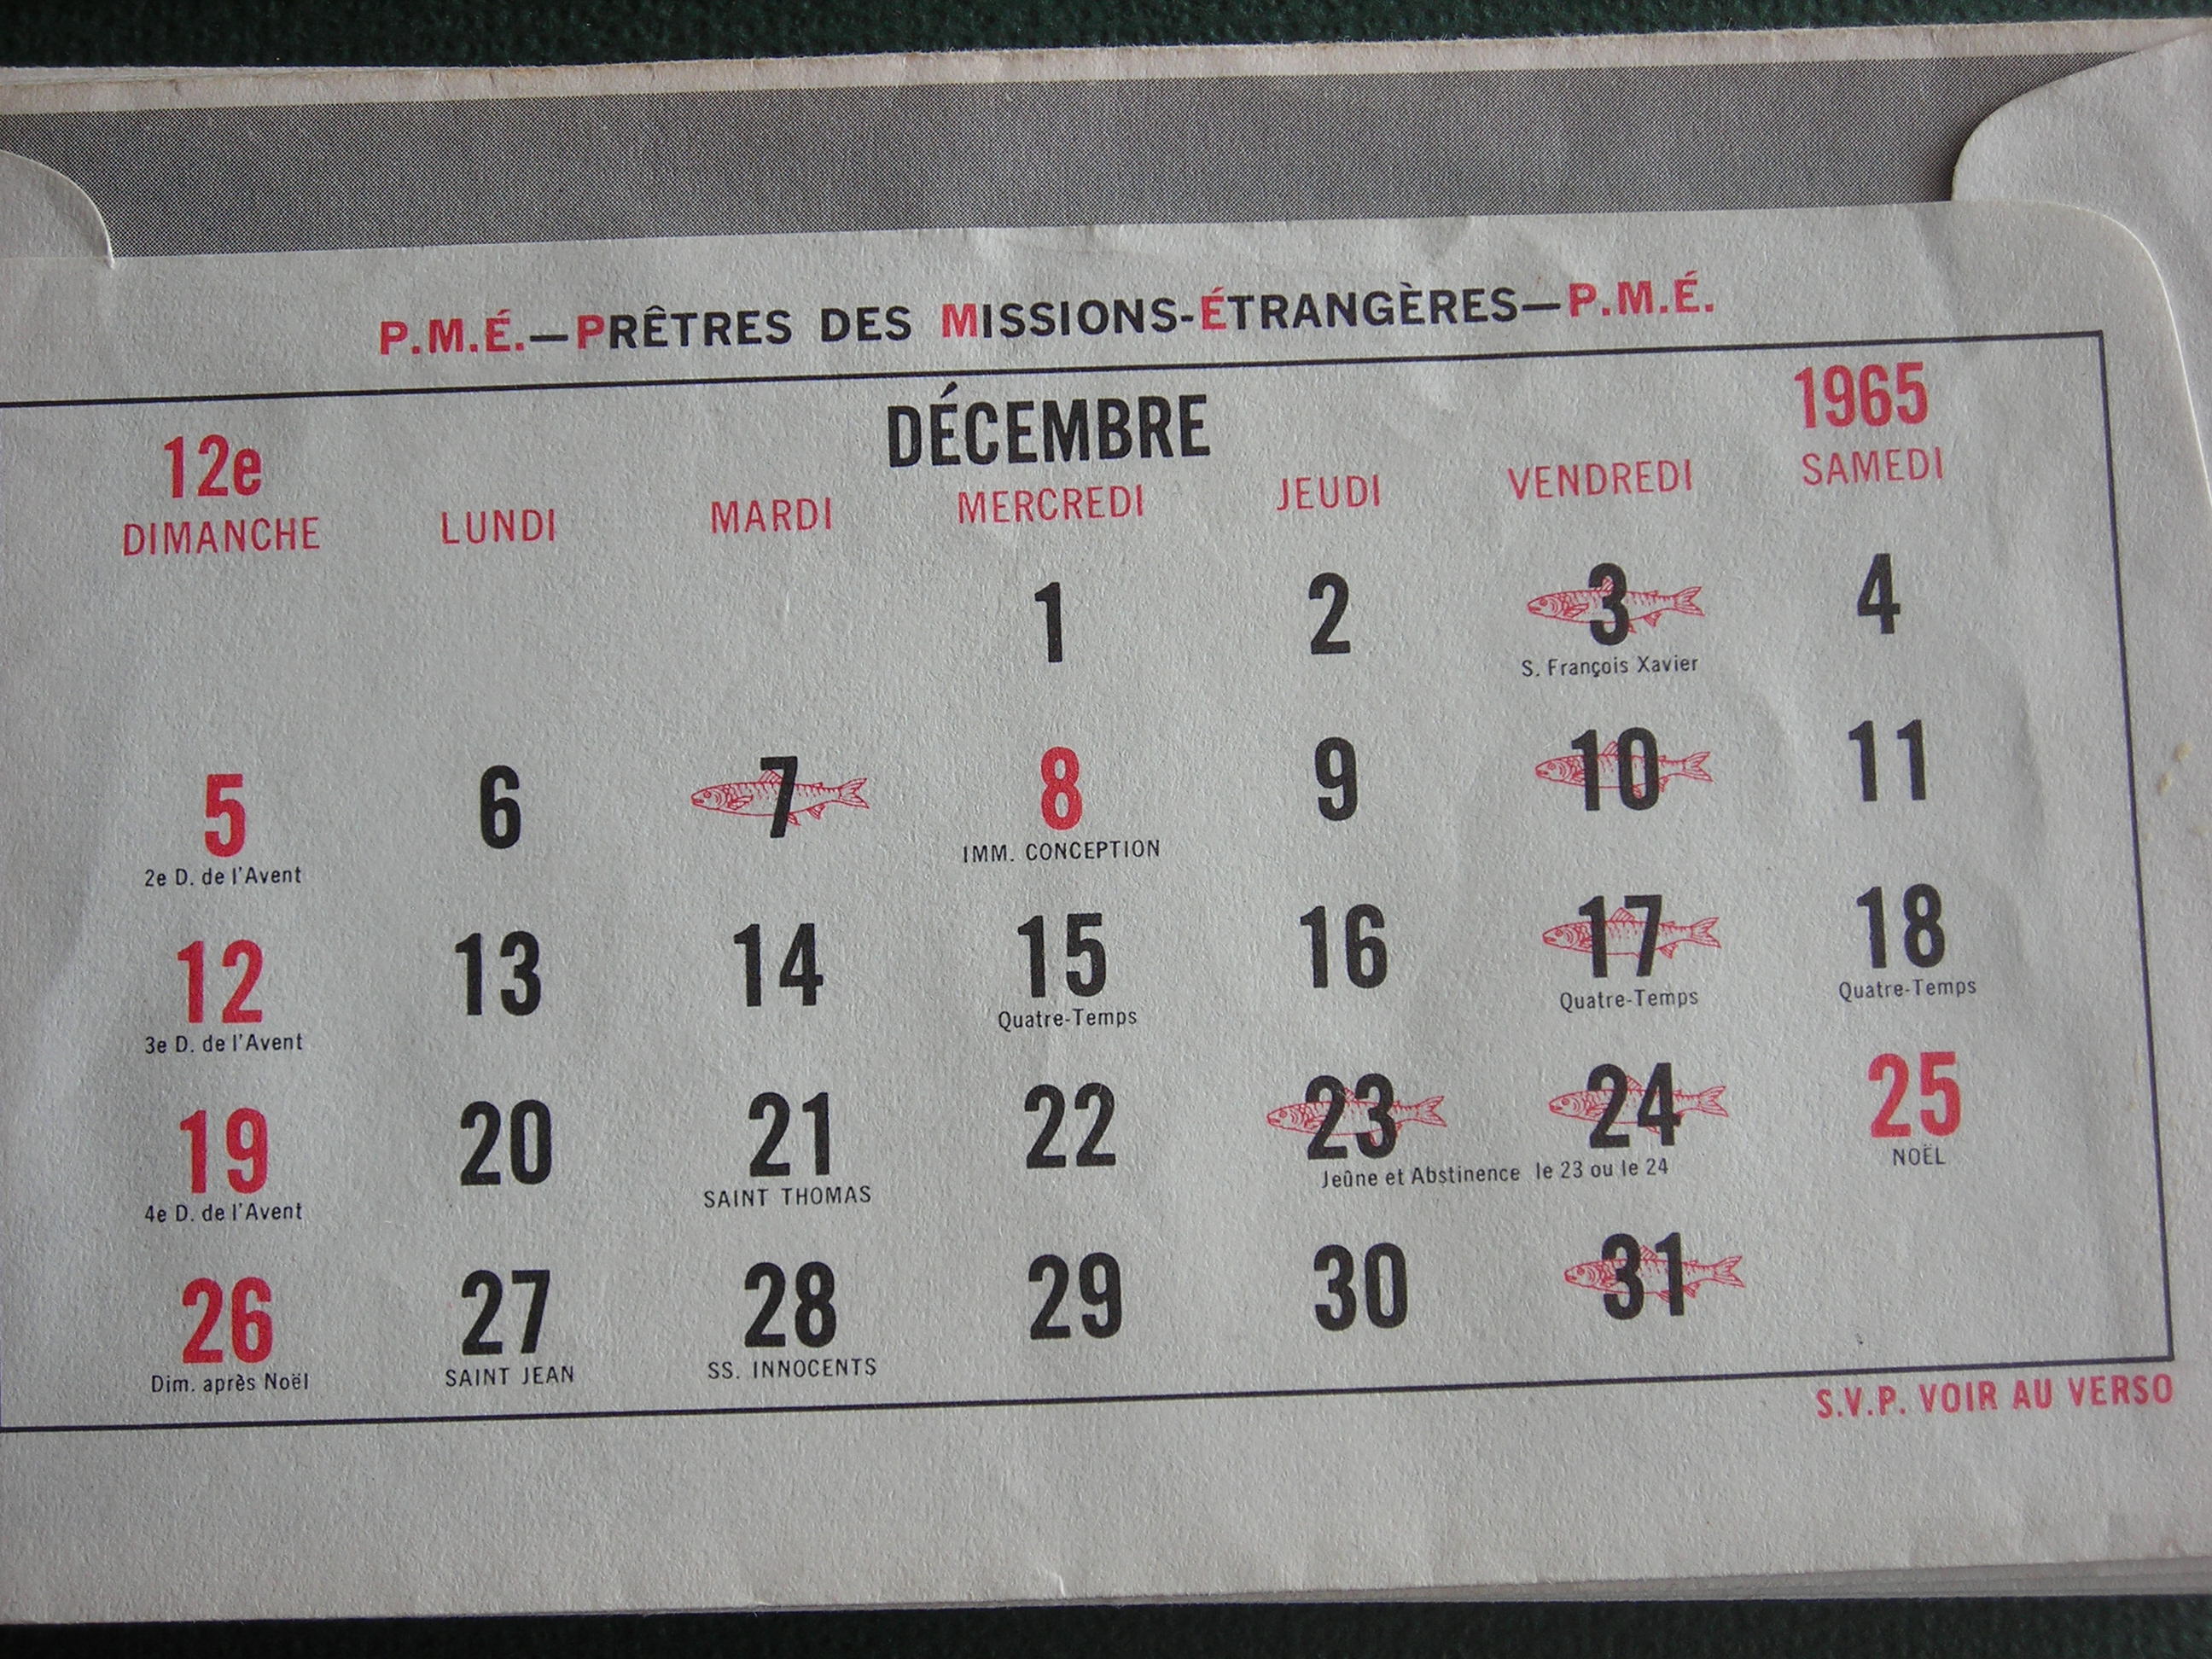 P.M.É.—PRÊTRES DES MISSIONS-ÉTRANGÈRES—P.M.É.
12e DÉCEMBRE 1965
DIMANCHE LUNDI MARDI MERCREDI JEUDI VENDREDI SAMEDI
1 2 3 4
S. François Xavier
5 6 7 8 9 10 11
2e D. de l'Avent IMM. CONCEPTION
12 13 14 15 16 17 18
3e D. de l'Avent Quatre-Temps Quatre-Temps Quatre-Temps
19 20 21 22 23 24 25
4e D. de l'Avent SAINT THOMAS Jeûne et Abstinence le 23 ou le 24 NOËL
26 27 28 29 30 31
Dim. après Noël SAINT JEAN SS. INNOCENTS
S.V.P. VOIR AU VERSO